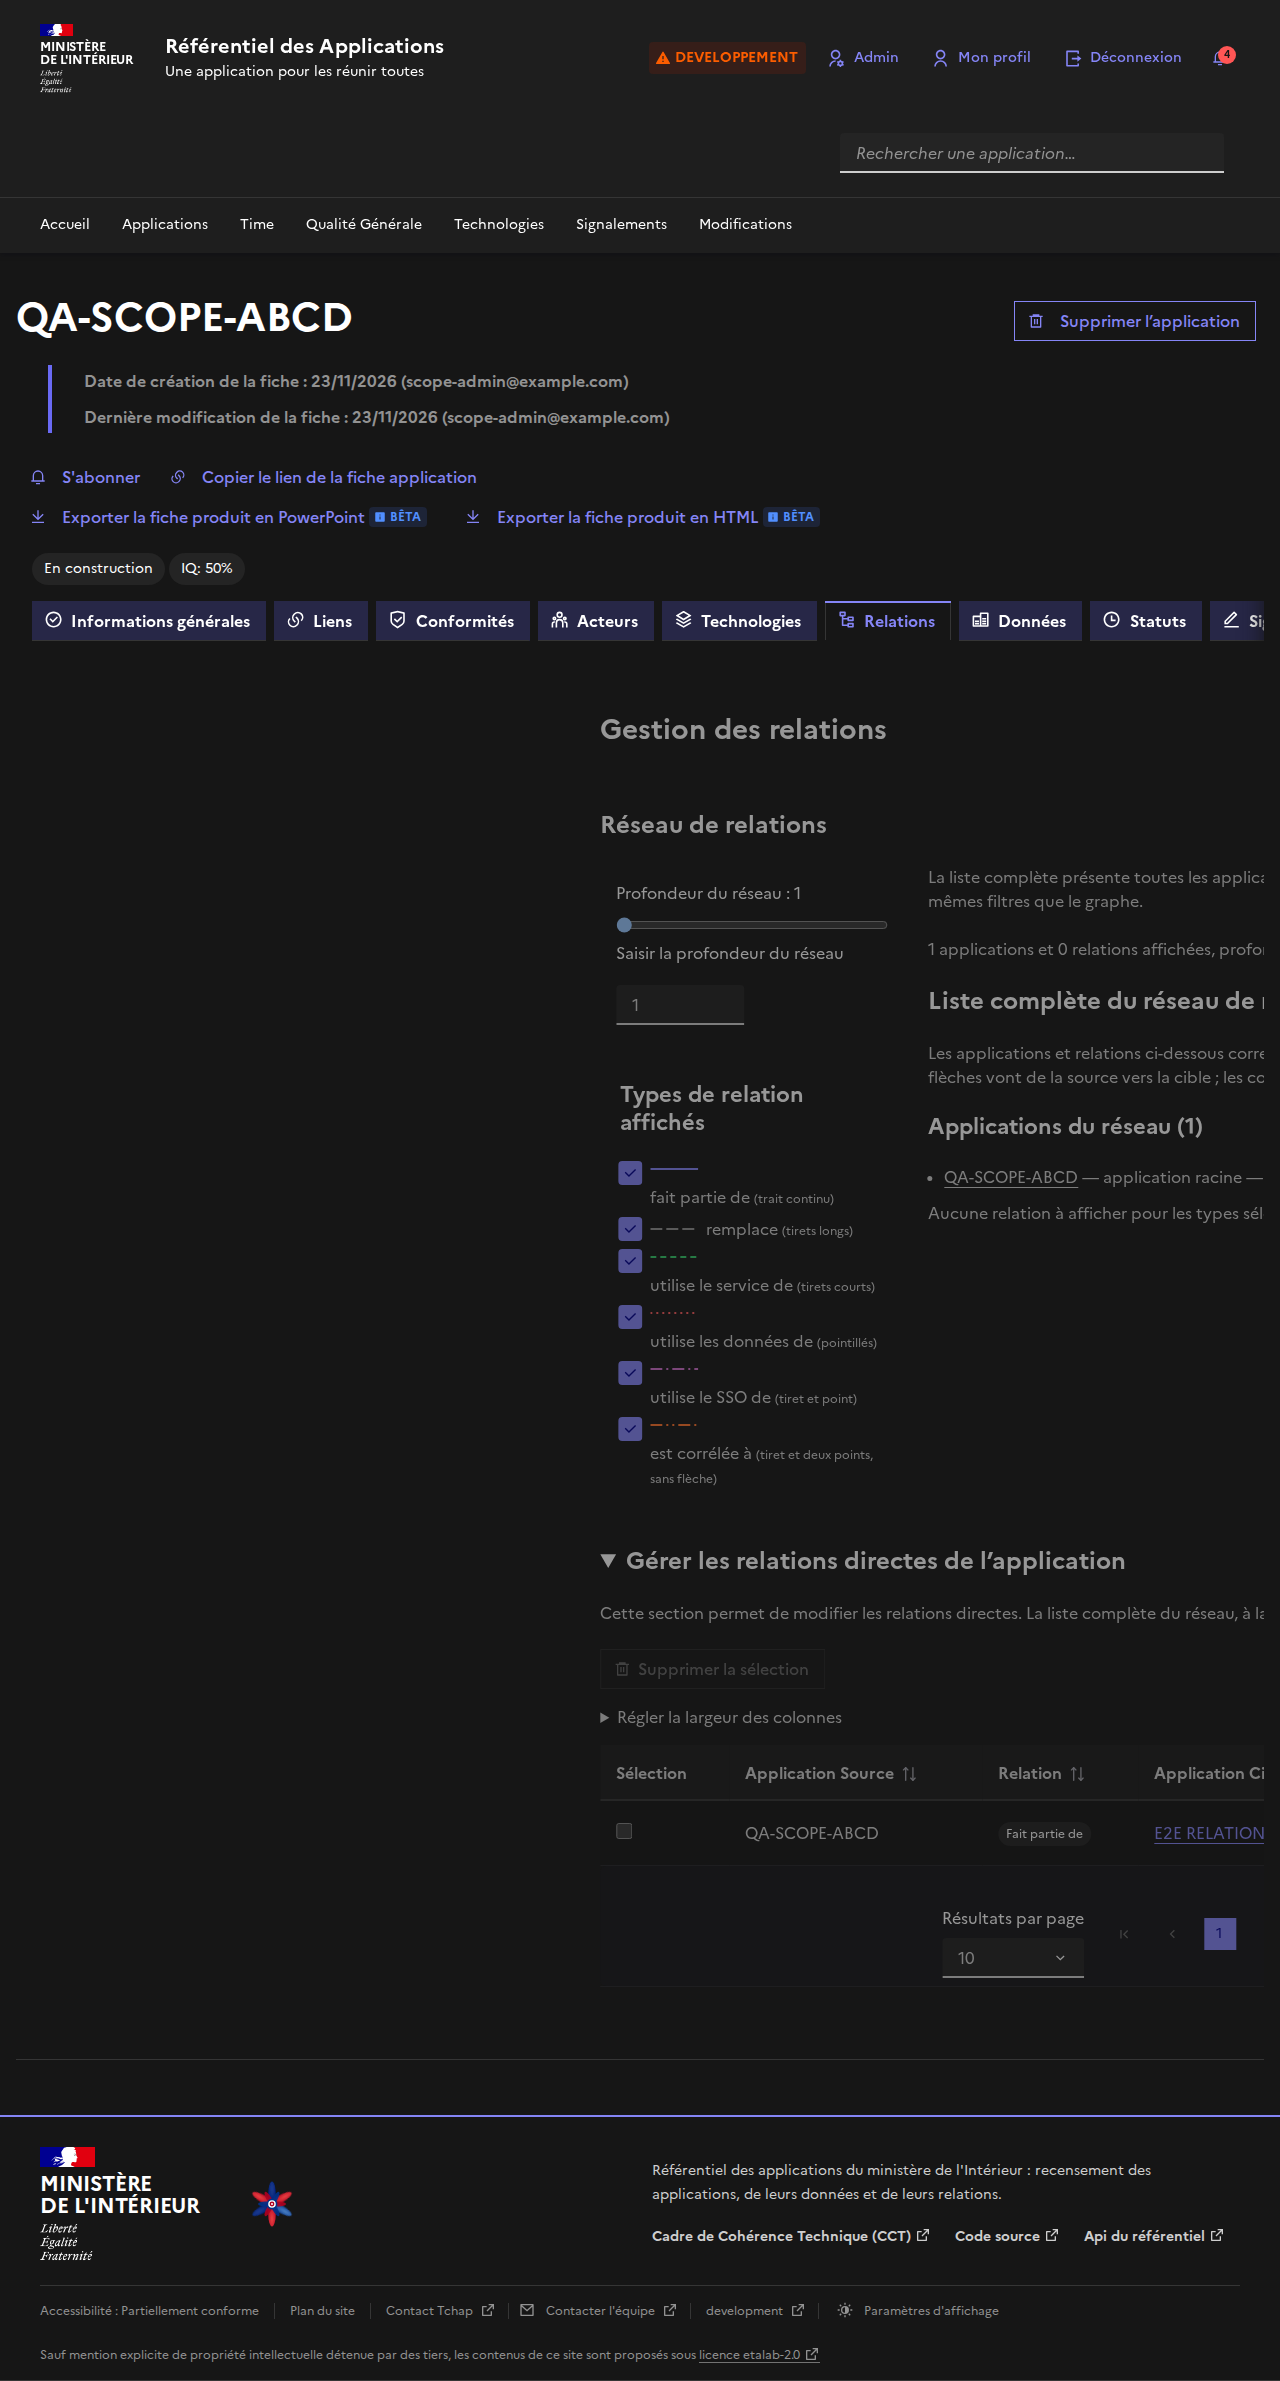 MINISTÈRE
DE L'INTÉRIEUR
Liberté
Égalité
Fraternité
Référentiel des Applications
Une application pour les réunir toutes
DEVELOPPEMENT
Admin
Mon profil
Déconnexion
4
Rechercher une application...
Accueil
Applications
Time
Qualité Générale
Technologies
Signalements
Modifications
QA-SCOPE-ABCD
Supprimer l’application
Date de création de la fiche : 23/11/2026 (scope-admin@example.com)
Dernière modification de la fiche : 23/11/2026 (scope-admin@example.com)
S'abonner
Copier le lien de la fiche application
Exporter la fiche produit en PowerPoint BÊTA
Exporter la fiche produit en HTML BÊTA
En construction
IQ: 50%
Informations générales
Liens
Conformités
Acteurs
Technologies
Relations
Données
Statuts
Gestion des relations
Réseau de relations
Profondeur du réseau : 1
Saisir la profondeur du réseau
1
Types de relation
affichés
fait partie de (trait continu)
remplace (tirets longs)
utilise le service de (tirets courts)
utilise les données de (pointillés)
utilise le SSO de (tiret et point)
est corrélée à (tiret et deux points,
sans flèche)
La liste complète présente toutes les
mêmes filtres que le graphe.
1 applications et 0 relations affichées,
Liste complète du réseau de
Les applications et relations ci-dessous
flèches vont de la source vers la cible ; les
Applications du réseau (1)
QA-SCOPE-ABCD — application racine —
Aucune relation à afficher pour les types
Gérer les relations directes de l’application
Cette section permet de modifier les relations directes. La liste complète du réseau, à
Supprimer la sélection
Régler la largeur des colonnes
Sélection
Application Source
Relation
Application
QA-SCOPE-ABCD
Fait partie de
E2E RELATION
Résultats par page
10
1
MINISTÈRE
DE L'INTÉRIEUR
Liberté
Égalité
Fraternité
Référentiel des applications du ministère de l'Intérieur : recensement des
applications, de leurs données et de leurs relations.
Cadre de Cohérence Technique (CCT)
Code source
Api du référentiel
Accessibilité : Partiellement conforme
Plan du site
Contact Tchap
Contacter l'équipe
development
Paramètres d'affichage
Sauf mention explicite de propriété intellectuelle détenue par des tiers, les contenus de ce site sont proposés sous licence etalab-2.0